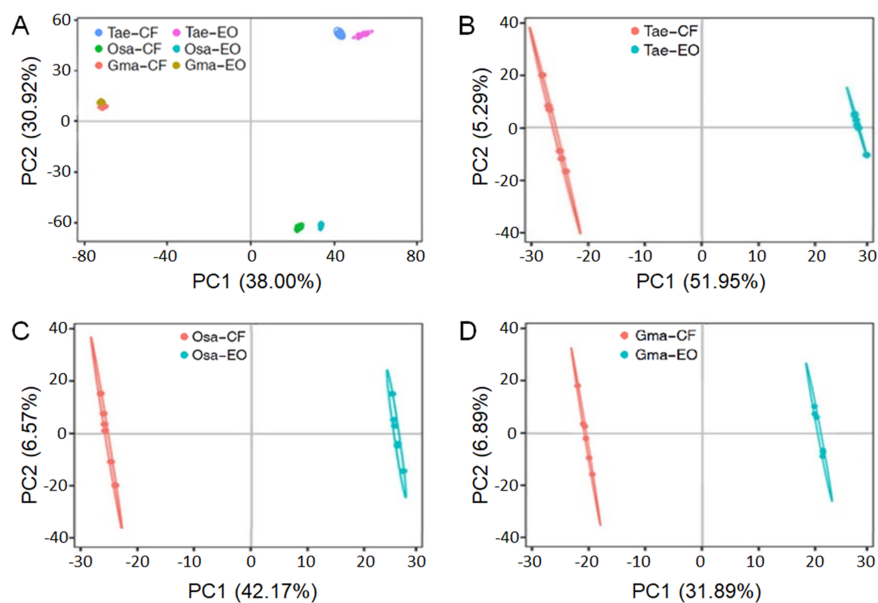 A
Tae-CF Tae-EO
Osa-CF Osa-EO
Gma-CF Gma-EO
60
30
0
-30
-60
PC2 (30.92%)
-80 -40 0 40 80
PC1 (38.00%)
B
Tae-CF
Tae-EO
40
20
0
-20
-40
PC2 (5.29%)
-30 -20 -10 0 10 20 30
PC1 (51.95%)
C
Osa-CF
Osa-EO
40
20
0
-20
-40
PC2 (6.57%)
-30 -20 -10 0 10 20 30
PC1 (42.17%)
D
Gma-CF
Gma-EO
40
20
0
-20
-40
PC2 (6.89%)
-30 -20 -10 0 10 20 30
PC1 (31.89%)